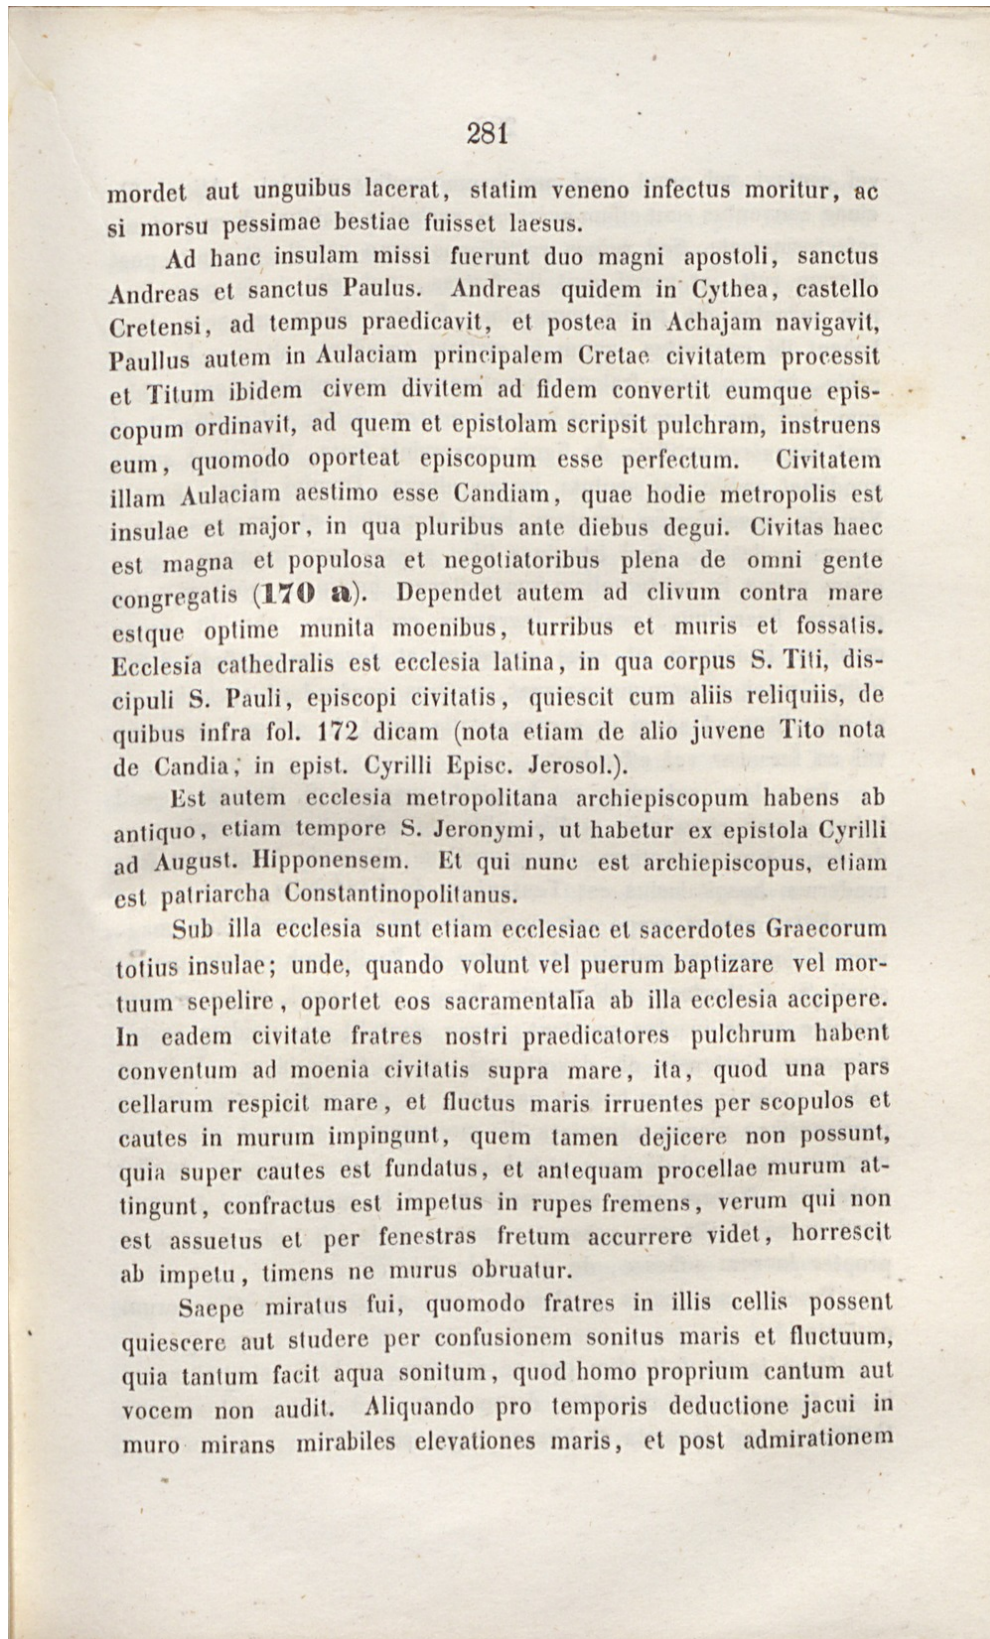 281
mordet aut unguibus lacerat, statim veneno infectus moritur, ac
si morsu pessimae bestiae fuisset laesus.
Ad hanc insulam missi fuerunt duo magni apostoli, sanctus
Andreas et sanctus Paulus. Andreas quidem in Cythea, castello
Cretensi, ad tempus praedicavit, et postea in Achajam navigavit,
Paullus autem in Aulaciam principalem Cretae civitatem processit
et Titum ibidem civem divitem ad fidem convertit eumque epis-
copum ordinavit, ad quem et epistolam scripsit pulchram, instruens
eum, quomodo oporteat episcopum esse perfectum. Civitatem
illam Aulaciam aestimo esse Candiam, quae hodie metropolis est
insulae et major, in qua pluribus ante diebus degui. Civitas haec
est magna et populosa et negotiatoribus plena de omni gente
congregatis (170 a). Dependet autem ad clivum contra mare
estque optime munita moenibus, turribus et muris et fossatis.
Ecclesia cathedralis est ecclesia latina, in qua corpus S. Titi, dis-
cipuli S. Pauli, episcopi civitatis, quiescit cum aliis reliquiis, de
quibus infra fol. 172 dicam (nota etiam de alio juvene Tito nota
de Candia, in epist. Cyrilli Episc. Jerosol.).
Est autem ecclesia metropolitana archiepiscopum habens ab
antiquo, etiam tempore S. Jeronymi, ut habetur ex epistola Cyrilli
ad August. Hipponensem. Et qui nunc est archiepiscopus, etiam
est patriarcha Constantinopolitanus.
Sub illa ecclesia sunt etiam ecclesiae et sacerdotes Graecorum
totius insulae; unde, quando volunt vel puerum baptizare vel mor-
tuum sepelire, oportet eos sacramentalia ab illa ecclesia accipere.
In eadem civitate fratres nostri praedicatores pulchrum habent
conventum ad moenia civitatis supra mare, ita, quod una pars
cellarum respicit mare, et fluctus maris irruentes per scopulos et
cautes in murum impingunt, quem tamen dejicere non possunt,
quia super cautes est fundatus, et antequam procellae murum at-
tingunt, confractus est impetus in rupes fremens, verum qui non
est assuetus et per fenestras fretum accurrere videt, horrescit
ab impetu, timens ne murus obruatur.
Saepe miratus fui, quomodo fratres in illis cellis possent
quiescere aut studere per confusionem sonitus maris et fluctuum,
quia tantum facit aqua sonitum, quod homo proprium cantum aut
vocem non audit. Aliquando pro temporis deductione jacui in
muro mirans mirabiles elevationes maris, et post admirationem